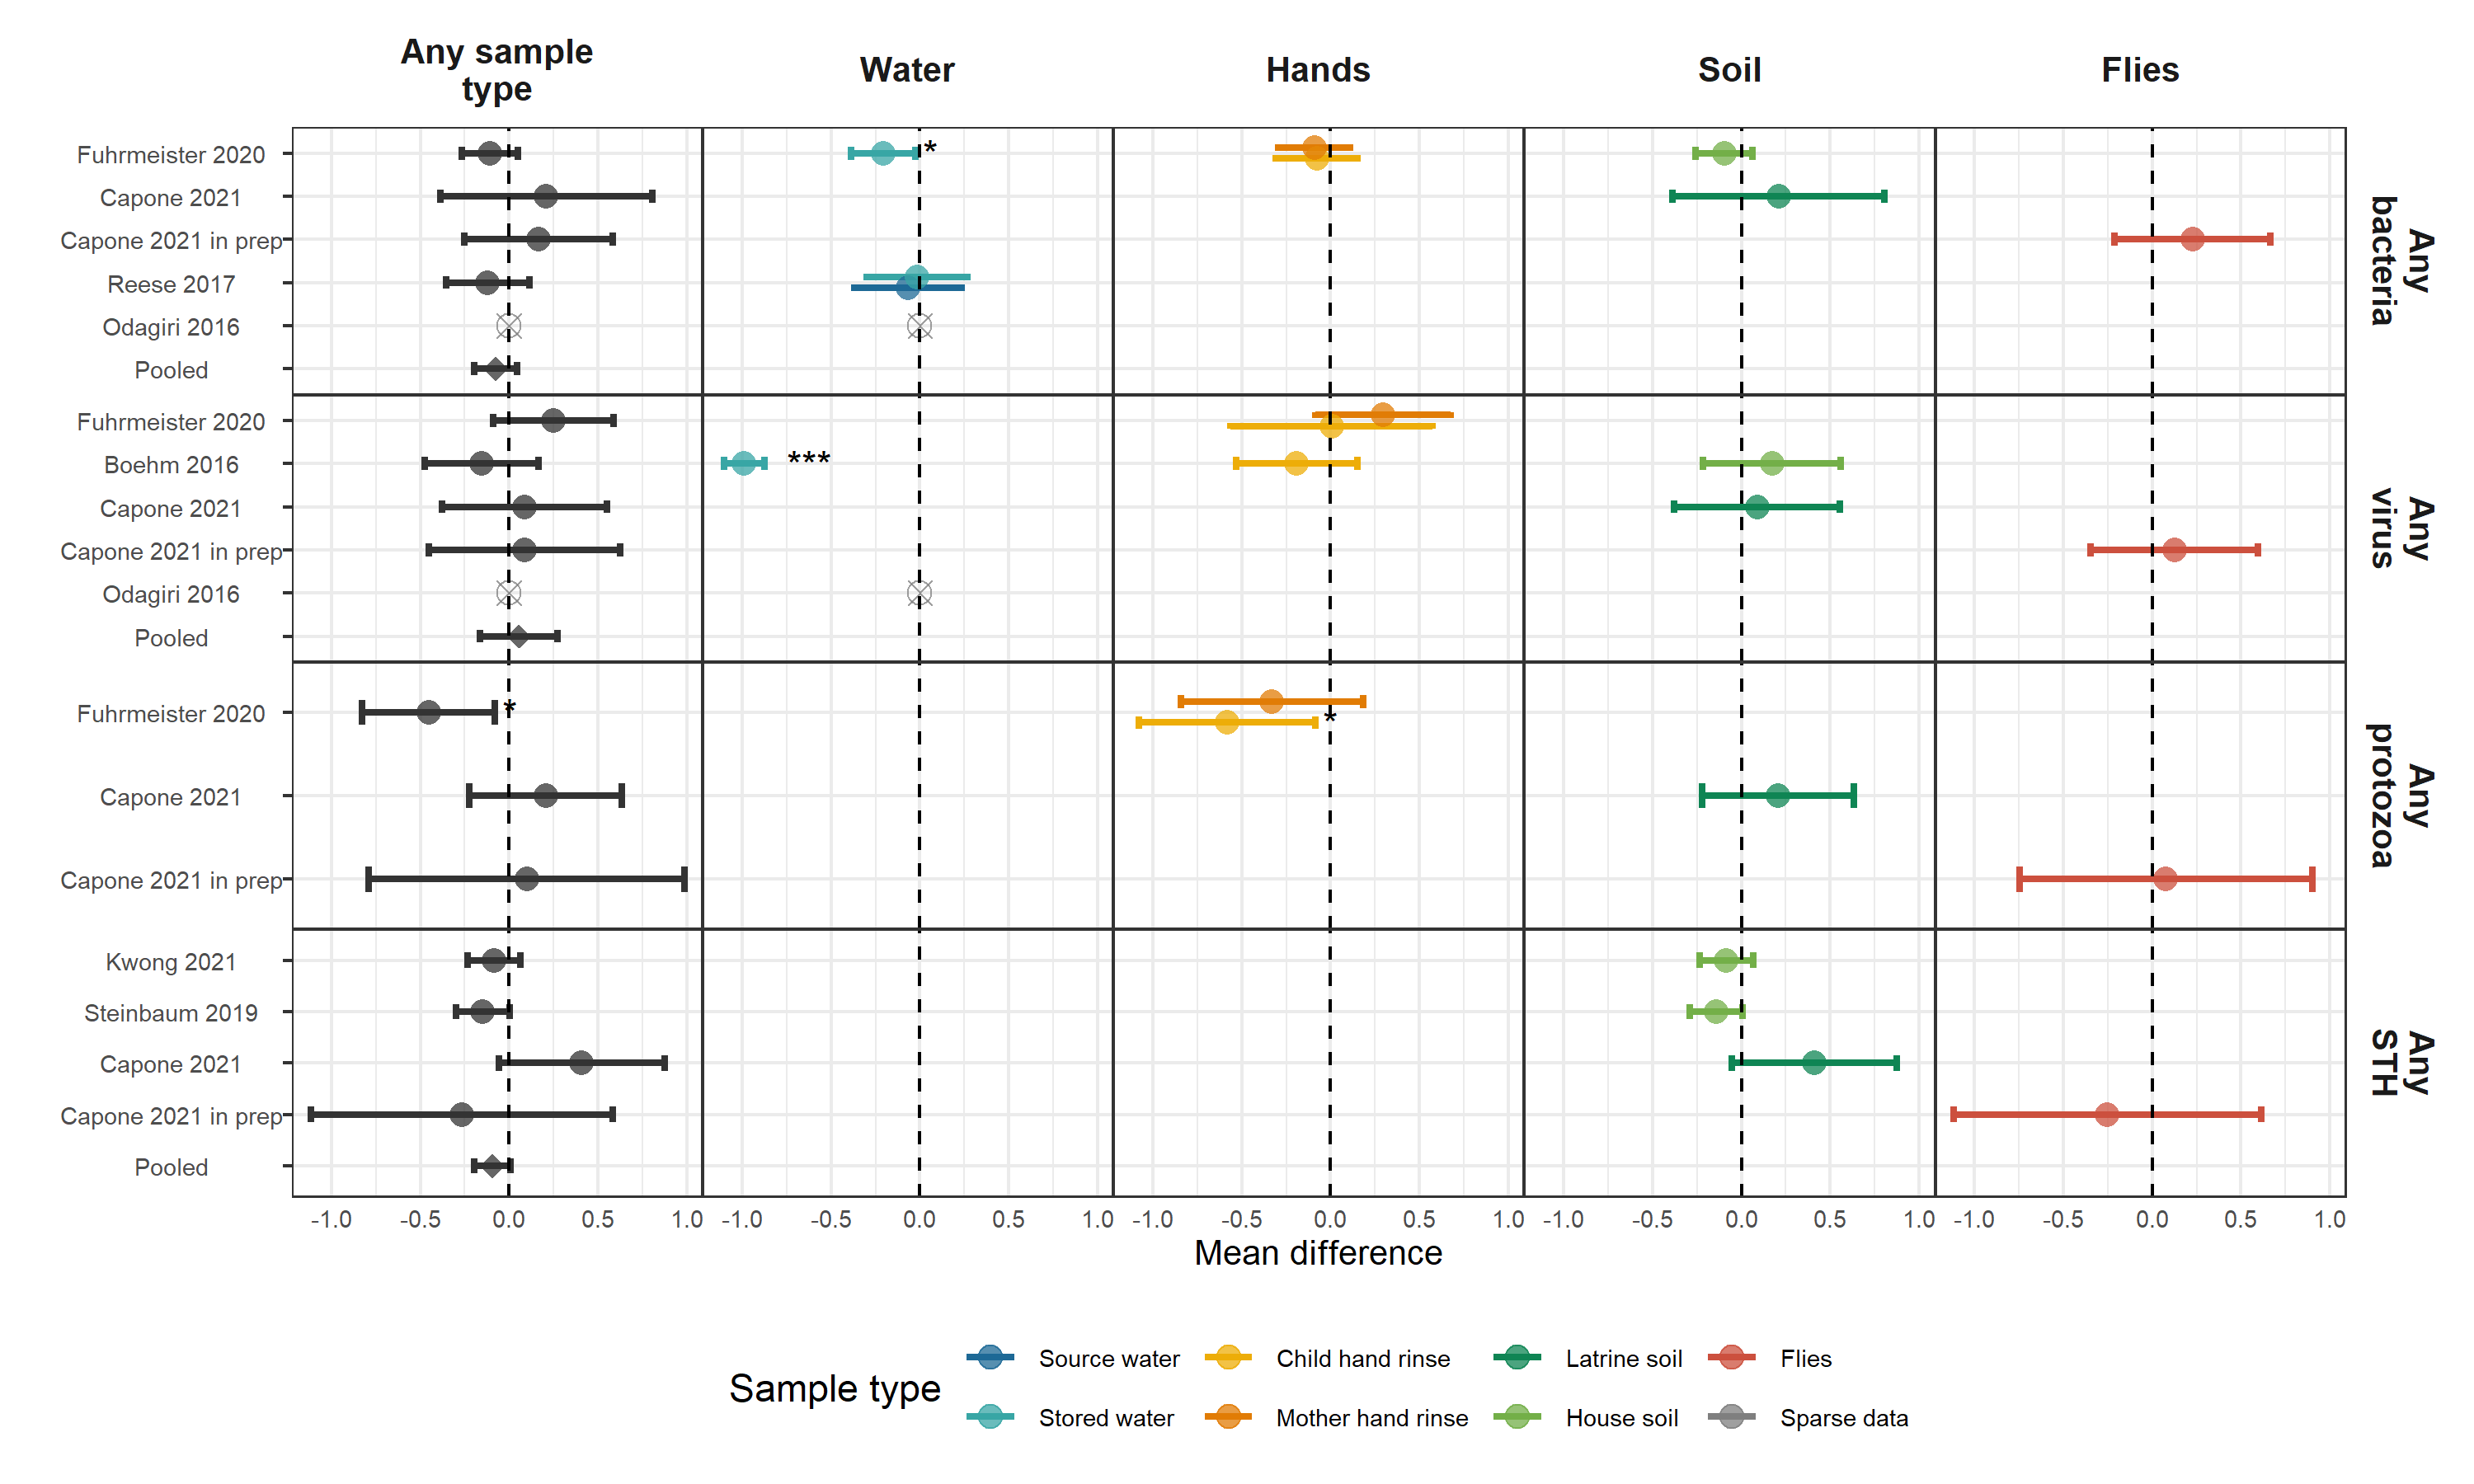 Any sample
type
Water
Hands
Soil
Flies
Fuhrmeister 2020
*
Capone 2021
Capone 2021 in prep
Reese 2017
Odagiri 2016
Pooled
Any
bacteria
Fuhrmeister 2020
Boehm 2016
***
Capone 2021
Capone 2021 in prep
Odagiri 2016
Pooled
Any
virus
Fuhrmeister 2020
*
*
Capone 2021
Capone 2021 in prep
Any
protozoa
Kwong 2021
Steinbaum 2019
Capone 2021
Capone 2021 in prep
Pooled
Any
STH
-1.0 -0.5 0.0 0.5 1.0 -1.0 -0.5 0.0 0.5 1.0 -1.0 -0.5 0.0 0.5 1.0 -1.0 -0.5 0.0 0.5 1.0 -1.0 -0.5 0.0 0.5 1.0
Mean difference
Sample type
Source water Child hand rinse Latrine soil Flies
Stored water Mother hand rinse House soil Sparse data